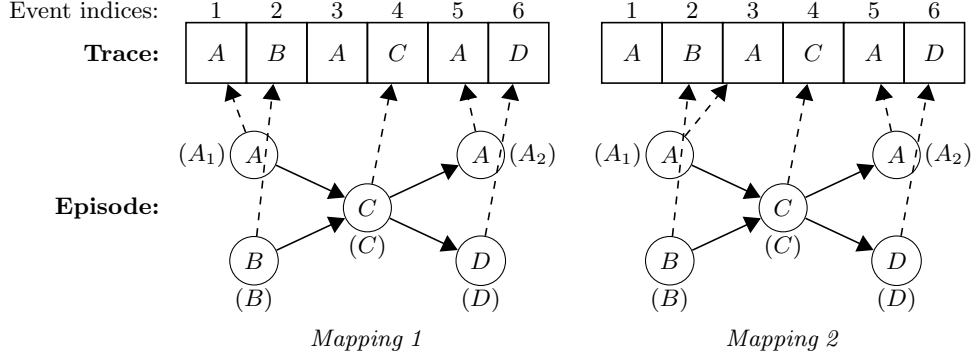 Event indices: 1 2 3 4 5 6 1 2 3 4 5 6
Trace: A B A C A D A B A C A D
(A₁) A A (A₂) (A₁) A A (A₂)
Episode: C C
(C) (C)
B D B D
(B) (D) (B) (D)
Mapping 1 Mapping 2